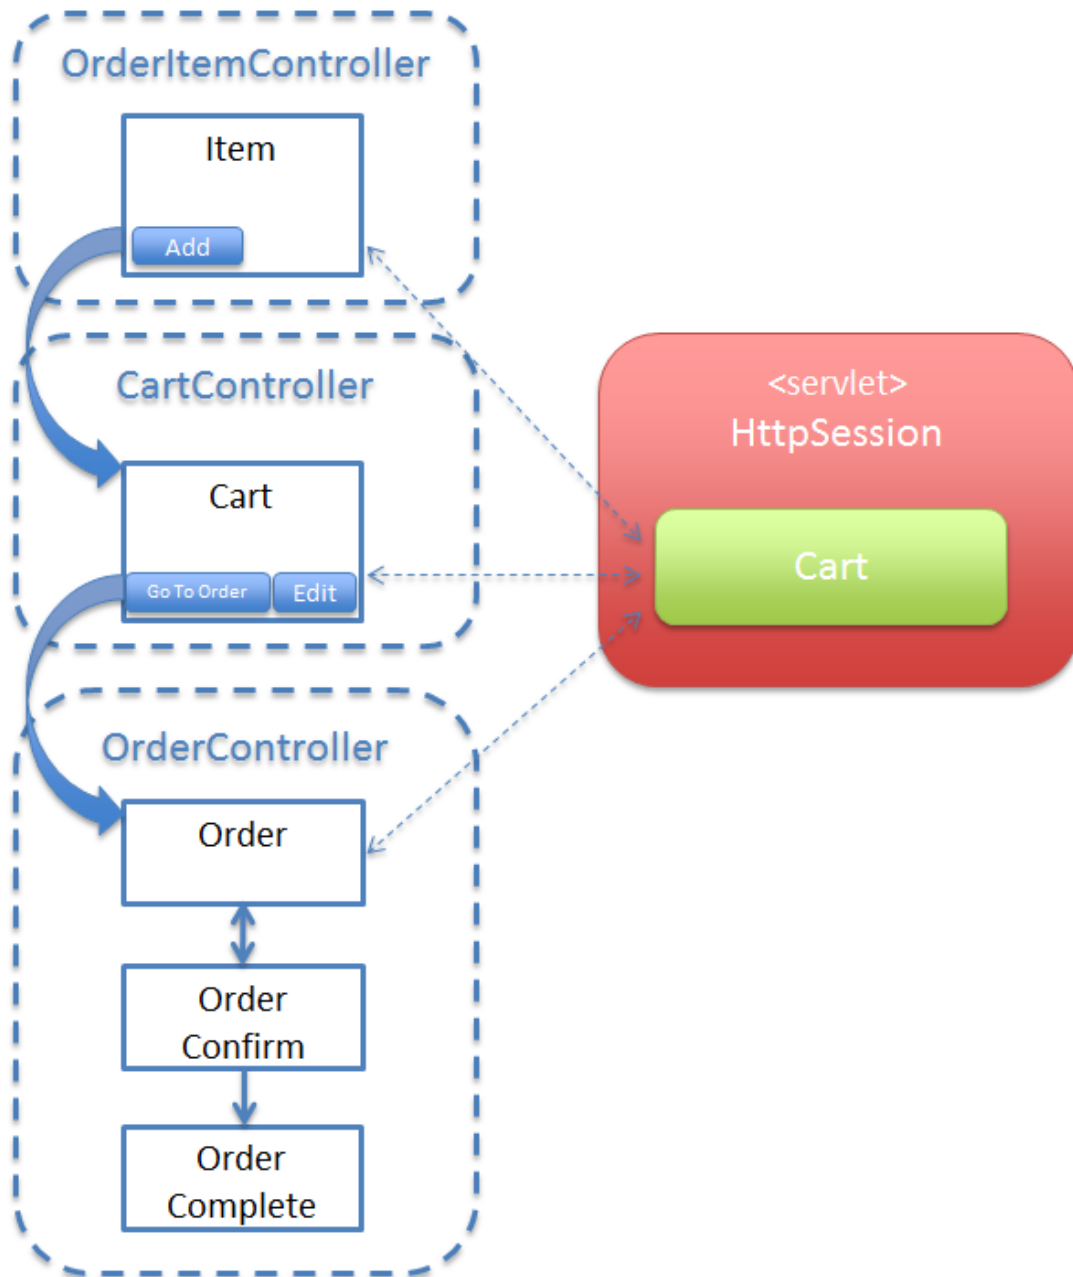 OrderItemController
Item
Add
CartController
Cart
Go To Order
Edit
OrderController
Order
Order
Confirm
Order
Complete
<servlet>
HttpSession
Cart